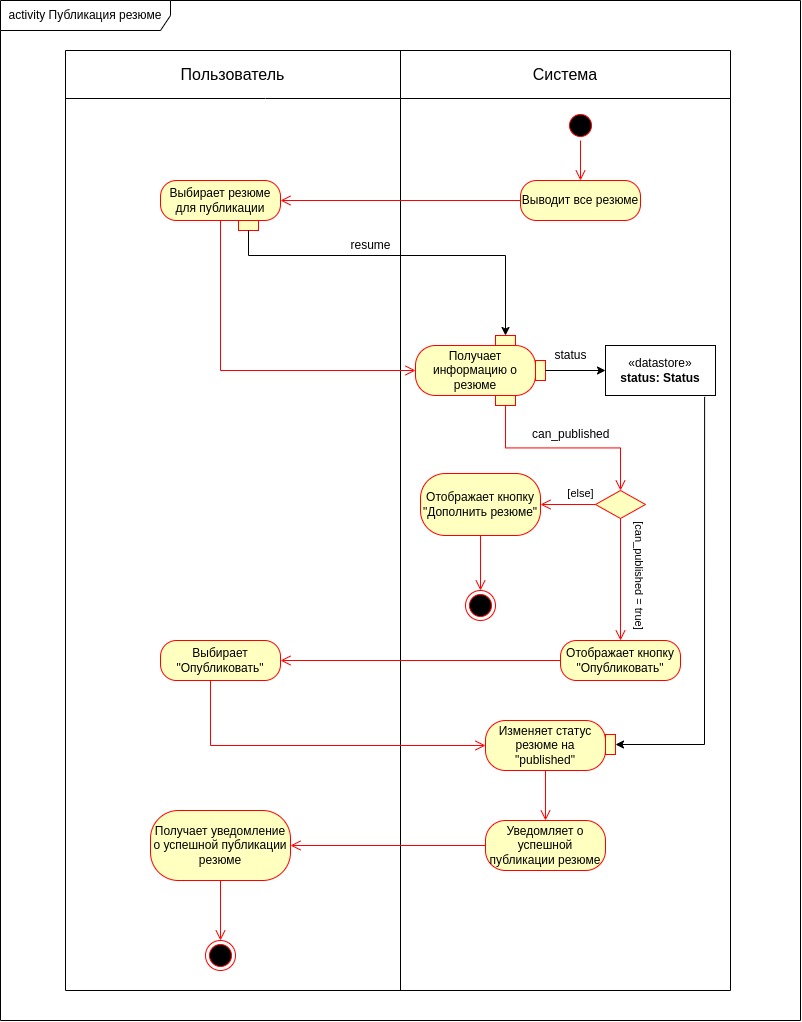 activity Публикация резюме
Пользователь
Система
Выбирает резюме
для публикации
Выводит все резюме
resume
Получает
информацию о
резюме
status
«datastore»
status: Status
can_published
Отображает кнопку
"Дополнить резюме"
[else]
[can_published = true]
Выбирает
"Опубликовать"
Отображает кнопку
"Опубликовать"
Изменяет статус
резюме на
"published"
Получает уведомление
о успешной публикации
резюме
Уведомляет о
успешной
публикации резюме